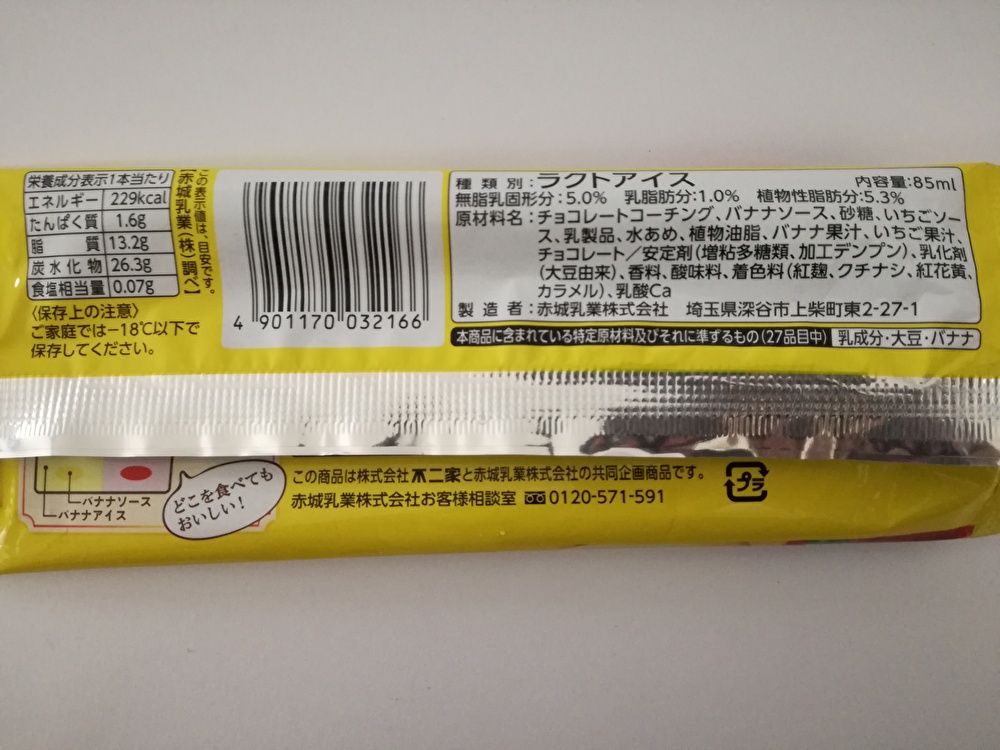 栄養成分表示1本当たり
エネルギー 229kcal
たんぱく質 1.6g
脂質 13.2g
炭水化物 26.3g
食塩相当量 0.07g
この表示値は、目安です。
赤城乳業(株)調べ】
〈保存上の注意〉
ご家庭では−18℃以下で
保存してください。
4 901170 032166
種類別:ラクトアイス 内容量:85ml
無脂乳固形分:5.0% 乳脂肪分:1.0% 植物性脂肪分:5.3%
原材料名:チョコレートコーチング、バナナソース、砂糖、いちごソー
ス、乳製品、水あめ、植物油脂、バナナ果汁、いちご果汁、
チョコレート/安定剤(増粘多糖類、加工デンプン)、乳化剤
(大豆由来)、香料、酸味料、着色料(紅麹、クチナシ、紅花黄、
カラメル)、乳酸Ca
製造者:赤城乳業株式会社 埼玉県深谷市上柴町東2-27-1
本商品に含まれている特定原材料及びそれに準ずるもの(27品目中) 乳成分・大豆・バナナ
バナナソース
バナナアイス
どこを食べても
おいしい!
この商品は株式会社不二家と赤城乳業株式会社の共同企画商品です。
赤城乳業株式会社お客様相談室 0120-571-591
プラ